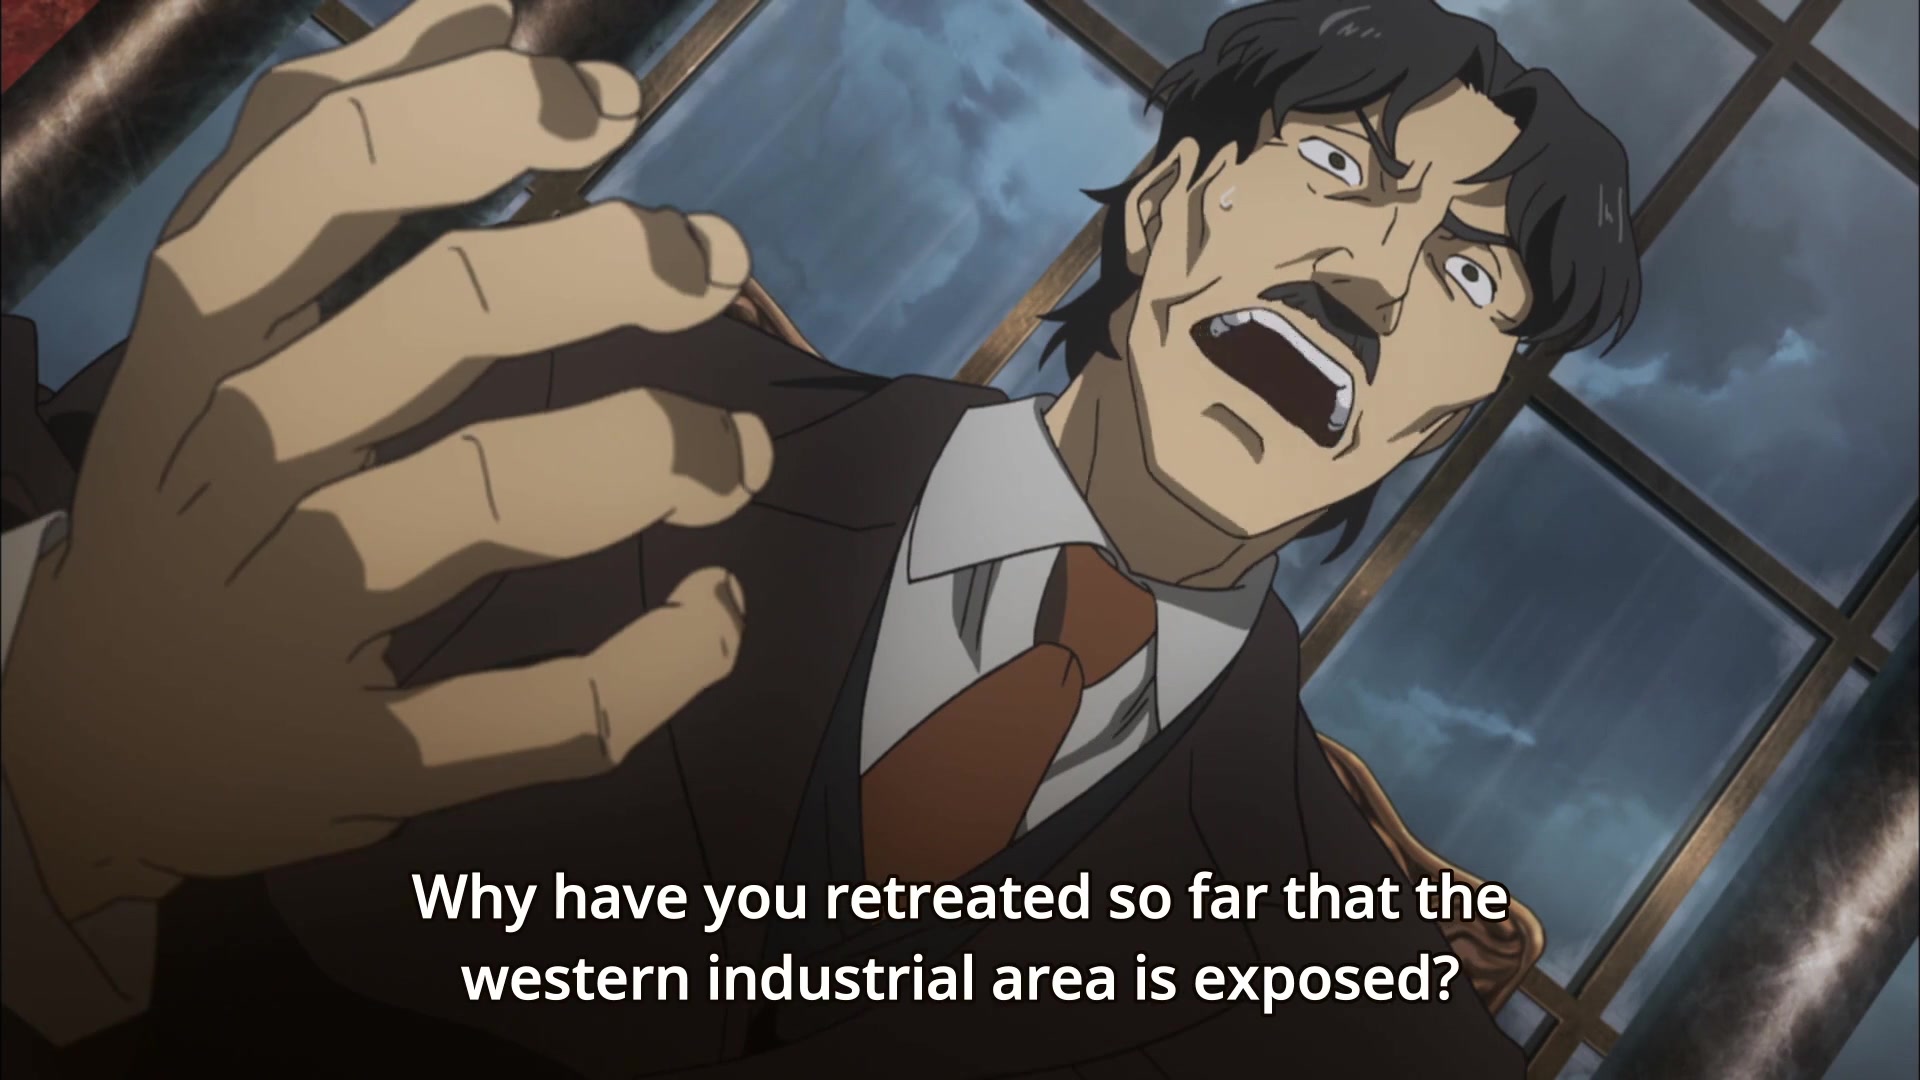 Why have you retreated so far that the
western industrial area is exposed?